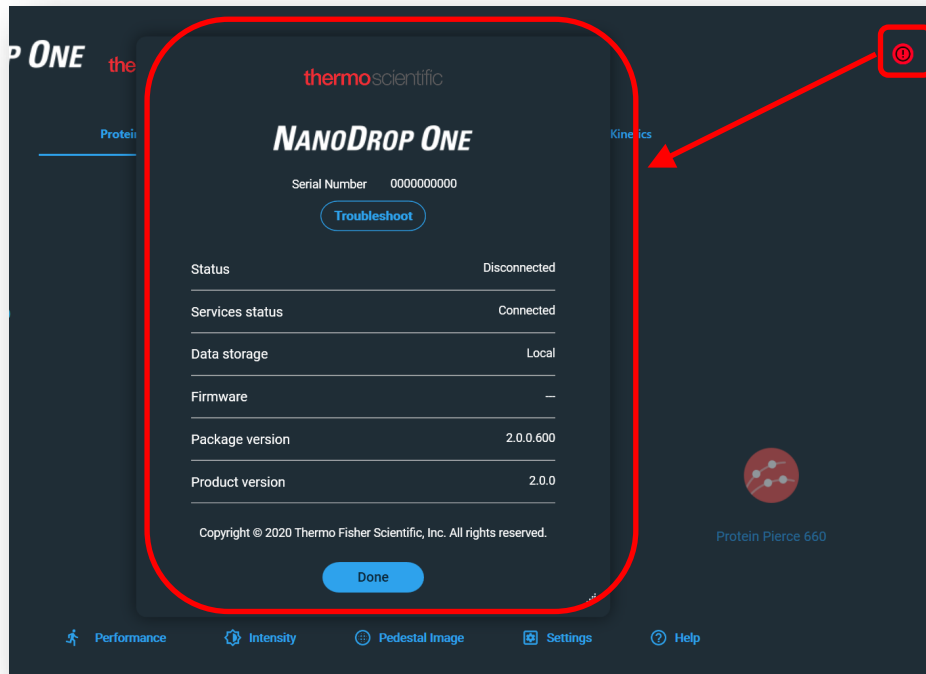 P ONE the
thermoscientific
NANODROP ONE
Protein
Kinetics
Serial Number 0000000000
Troubleshoot
Status Disconnected
Services status Connected
Data storage Local
Firmware —
Package version 2.0.0.600
Product version 2.0.0
Copyright © 2020 Thermo Fisher Scientific, Inc. All rights reserved.
Protein Pierce 660
Done
Performance Intensity Pedestal Image Settings Help